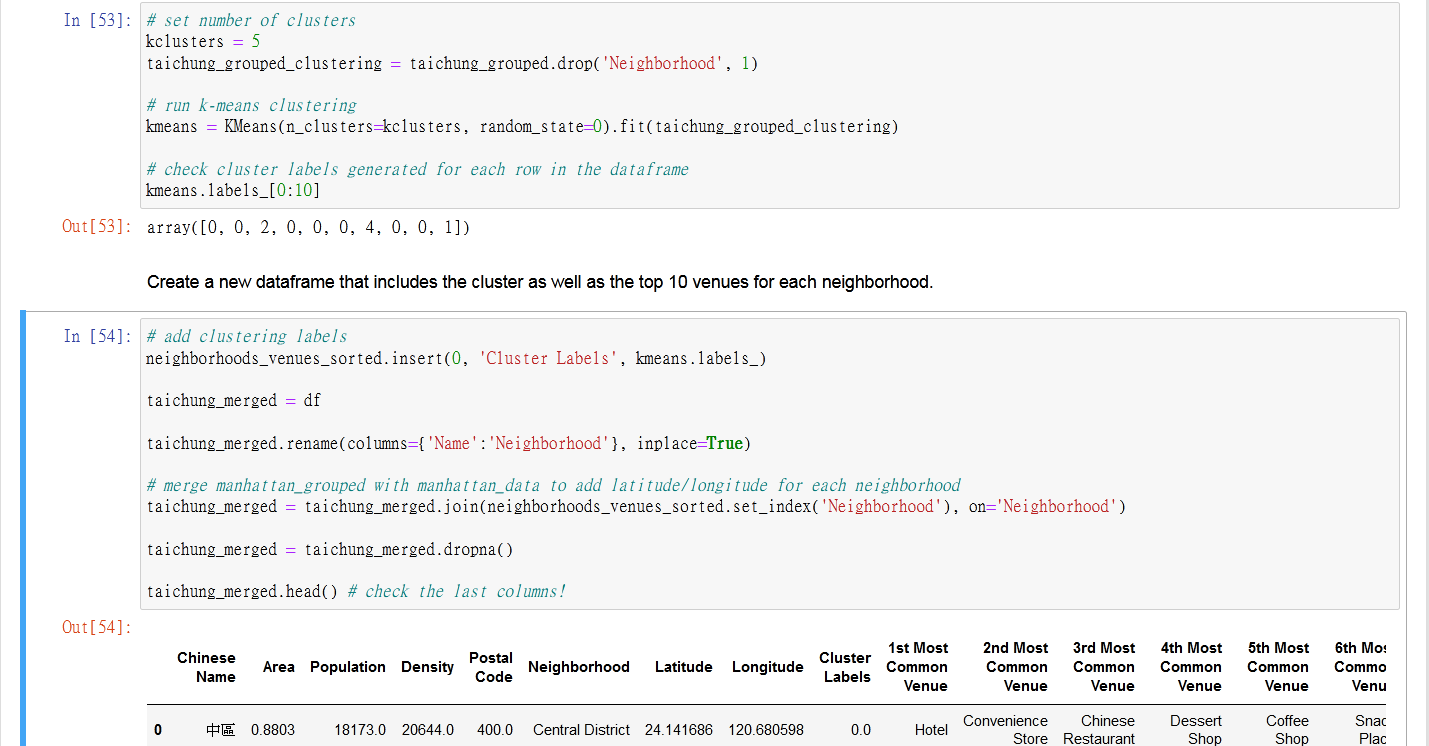 In [53]: # set number of clusters
kclusters = 5
taichung_grouped_clustering = taichung_grouped.drop('Neighborhood', 1)
# run k-means clustering
kmeans = KMeans(n_clusters=kclusters, random_state=0).fit(taichung_grouped_clustering)
# check cluster labels generated for each row in the dataframe
kmeans.labels_[0:10]
Out[53]: array([0, 0, 2, 0, 0, 0, 4, 0, 0, 1])
Create a new dataframe that includes the cluster as well as the top 10 venues for each neighborhood.
In [54]: # add clustering labels
neighborhoods_venues_sorted.insert(0, 'Cluster Labels', kmeans.labels_)
taichung_merged = df
taichung_merged.rename(columns={'Name':'Neighborhood'}, inplace=True)
# merge manhattan_grouped with manhattan_data to add latitude/longitude for each neighborhood
taichung_merged = taichung_merged.join(neighborhoods_venues_sorted.set_index('Neighborhood'), on='Neighborhood')
taichung_merged = taichung_merged.dropna()
taichung_merged.head() # check the last columns!
Out[54]:
Chinese Name Area Population Density Postal Code Neighborhood Latitude Longitude Cluster Labels 1st Most Common Venue 2nd Most Common Venue 3rd Most Common Venue 4th Most Common Venue 5th Most Common Venue 6th Mos Commo Venu
0 中區 0.8803 18173.0 20644.0 400.0 Central District 24.141686 120.680598 0.0 Hotel Convenience Store Chinese Restaurant Dessert Shop Coffee Shop Snac Plac